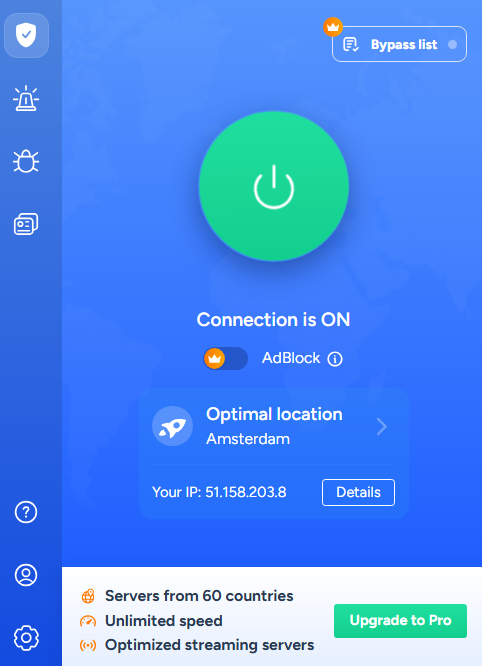 Bypass list
Connection is ON
AdBlock
Optimal location
Amsterdam
Your IP: 51.158.203.8
Details
Servers from 60 countries
Unlimited speed
Optimized streaming servers
Upgrade to Pro